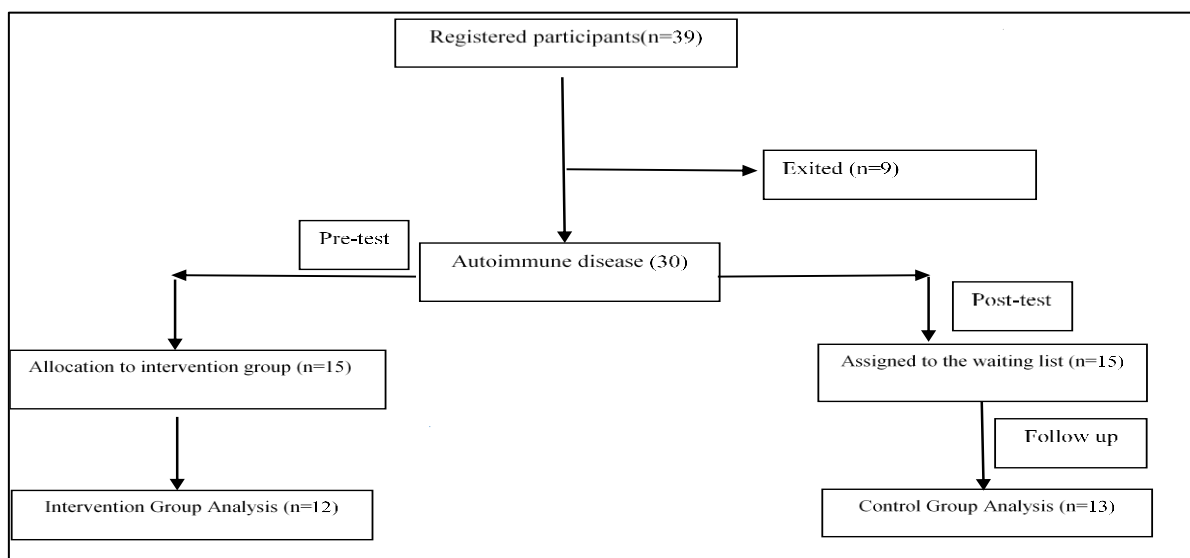 Registered participants(n=39)
Exited (n=9)
Pre-test
Autoimmune disease (30)
Post-test
Allocation to intervention group (n=15)
Assigned to the waiting list (n=15)
Follow up
Intervention Group Analysis (n=12)
Control Group Analysis (n=13)